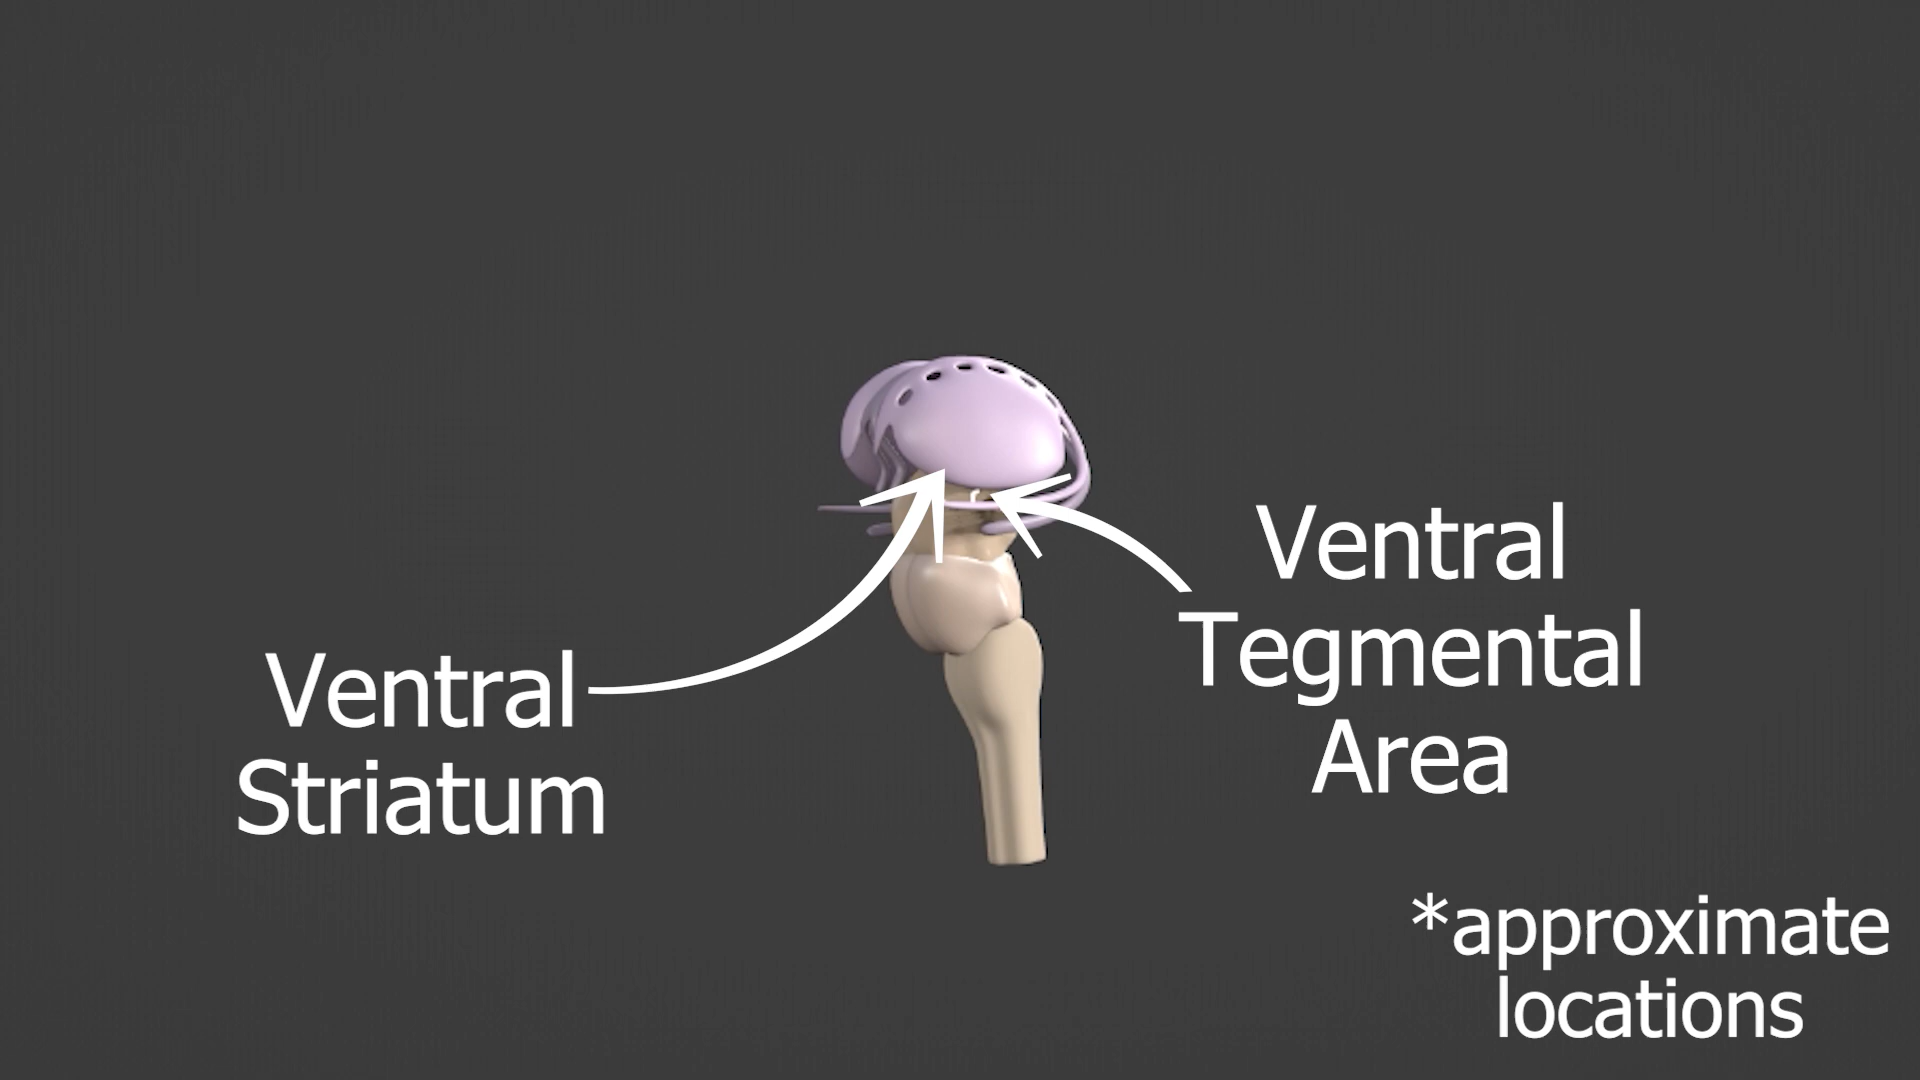 Ventral
Striatum
Ventral
Tegmental
Area
*approximate
locations